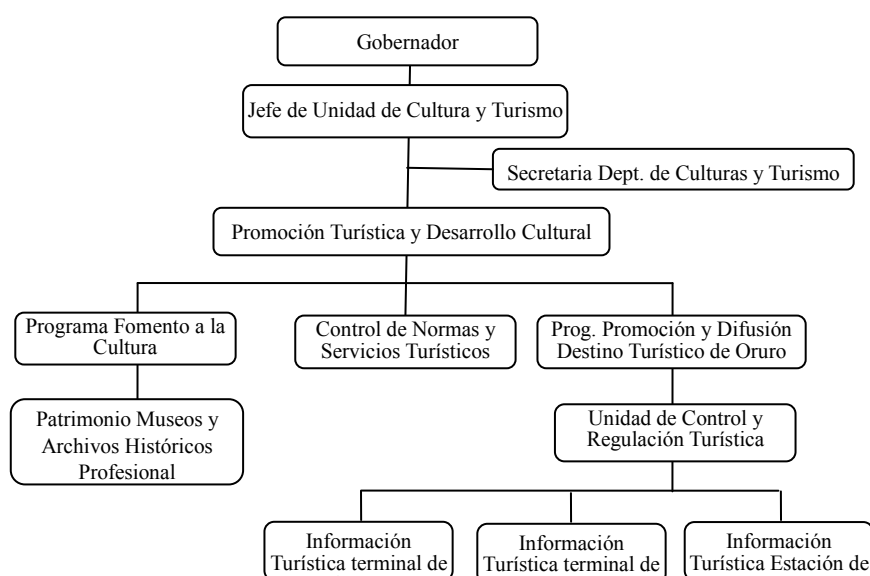 Gobernador
Jefe de Unidad de Cultura y Turismo
Secretaria Dept. de Culturas y Turismo
Promoción Turística y Desarrollo Cultural
Programa Fomento a la
Cultura
Control de Normas y
Servicios Turísticos
Prog. Promoción y Difusión
Destino Turístico de Oruro
Patrimonio Museos y
Archivos Históricos
Profesional
Unidad de Control y
Regulación Turística
Información
Turística terminal de
Información
Turística terminal de
Información
Turística Estación de